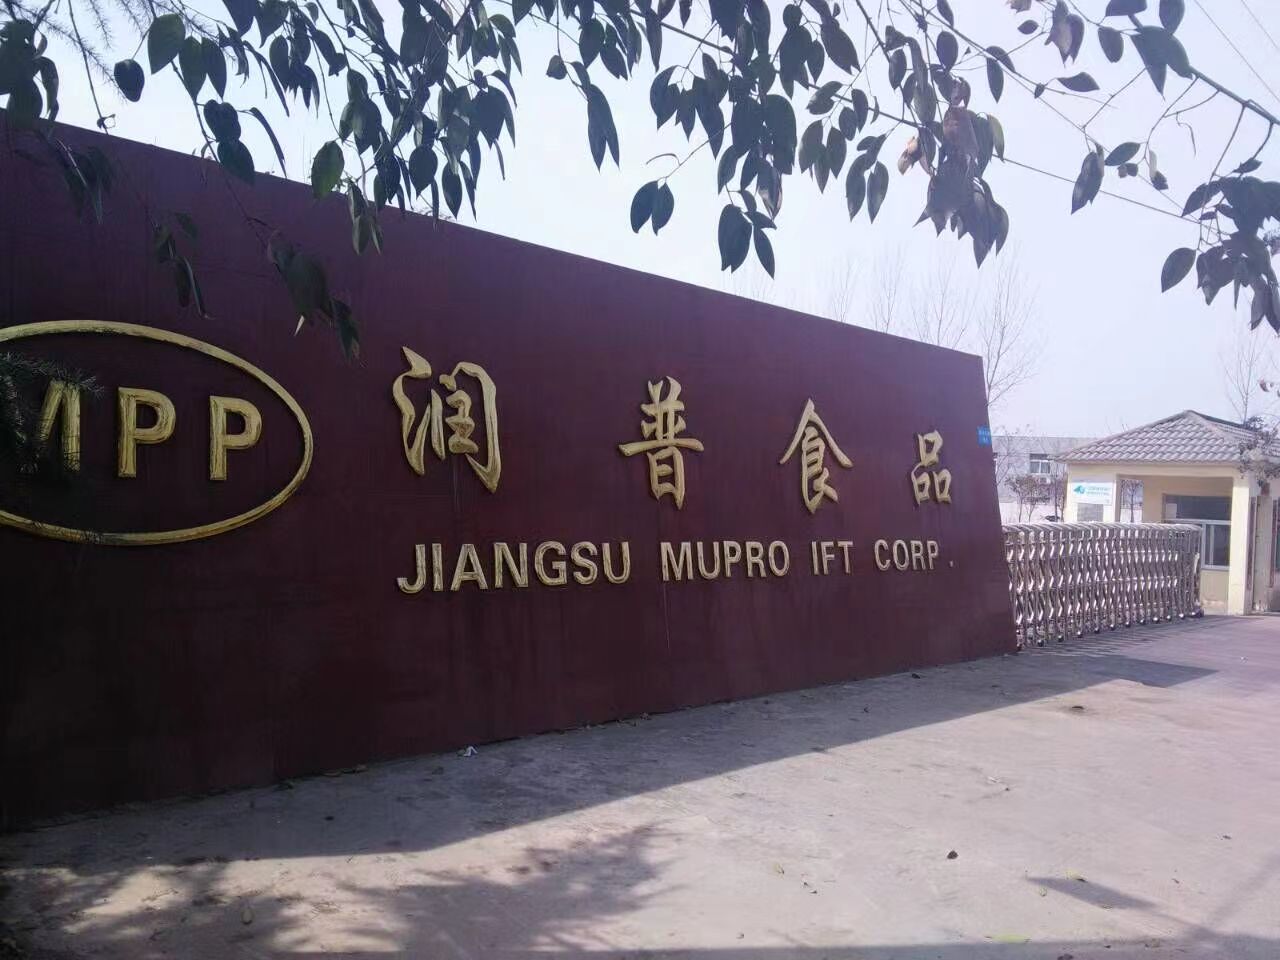 MPP
润普食品
JIANGSU MUPRO IFT CORP.